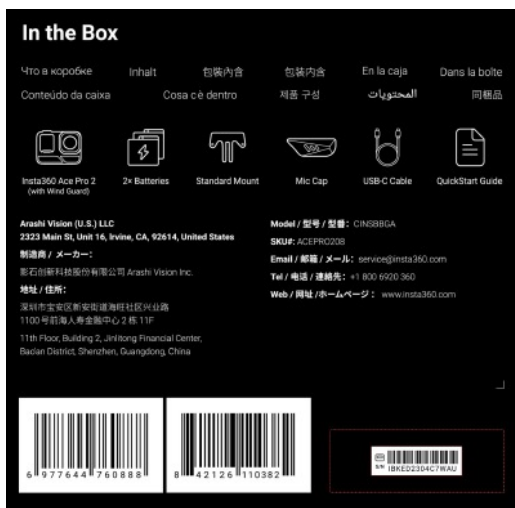 In the Box
Что в коробке Inhalt 包裝內含 包装内含 En la caja Dans la boîte
Conteúdo da caixa Cosa c è dentro 제품 구성 المحتويات 同梱品
Insta360 Ace Pro 2 2× Batteries Standard Mount Mic Cap USB-C Cable QuickStart Guide
(with Wind Guard)
Arashi Vision (U.S.) LLC
2323 Main St, Unit 16, Irvine, CA, 92614, United States
制造商 / メーカー：
影石创新科技股份有限公司 Arashi Vision Inc.
地址 / 住所：
深圳市宝安区新安街道海旺社区兴业路
1100号前海人寿金融中心2栋11F
11th Floor, Building 2, Jinlitong Financial Center,
Baoan District, Shenzhen, Guangdong, China
Model / 型号 / 型番： CINSBBGA
SKU#: ACEPRO208
Email / 邮箱 / メール： service@insta360.com
Tel / 电话 / 連絡先： +1 800 6920 360
Web / 网址 /ホームページ： www.insta360.com
6 977644 760888
8 42126 110382
S/N IBKED2304C7WAU